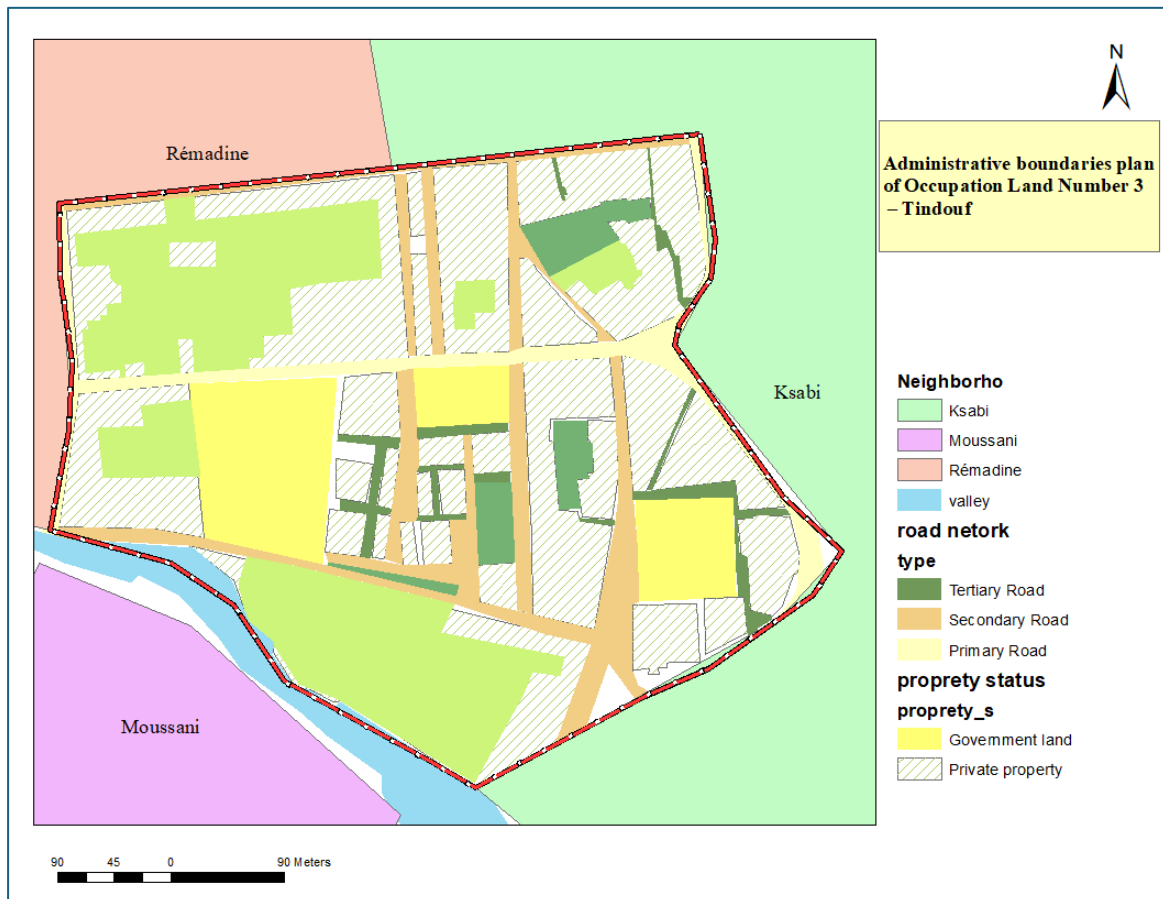 N
Administrative boundaries plan
of Occupation Land Number 3
– Tindouf
Rémadine
Ksabi
Moussani
Neighborho
Ksabi
Moussani
Rémadine
valley
road netork
type
Tertiary Road
Secondary Road
Primary Road
proprety status
proprety_s
Government land
Private property
90 45 0 90 Meters